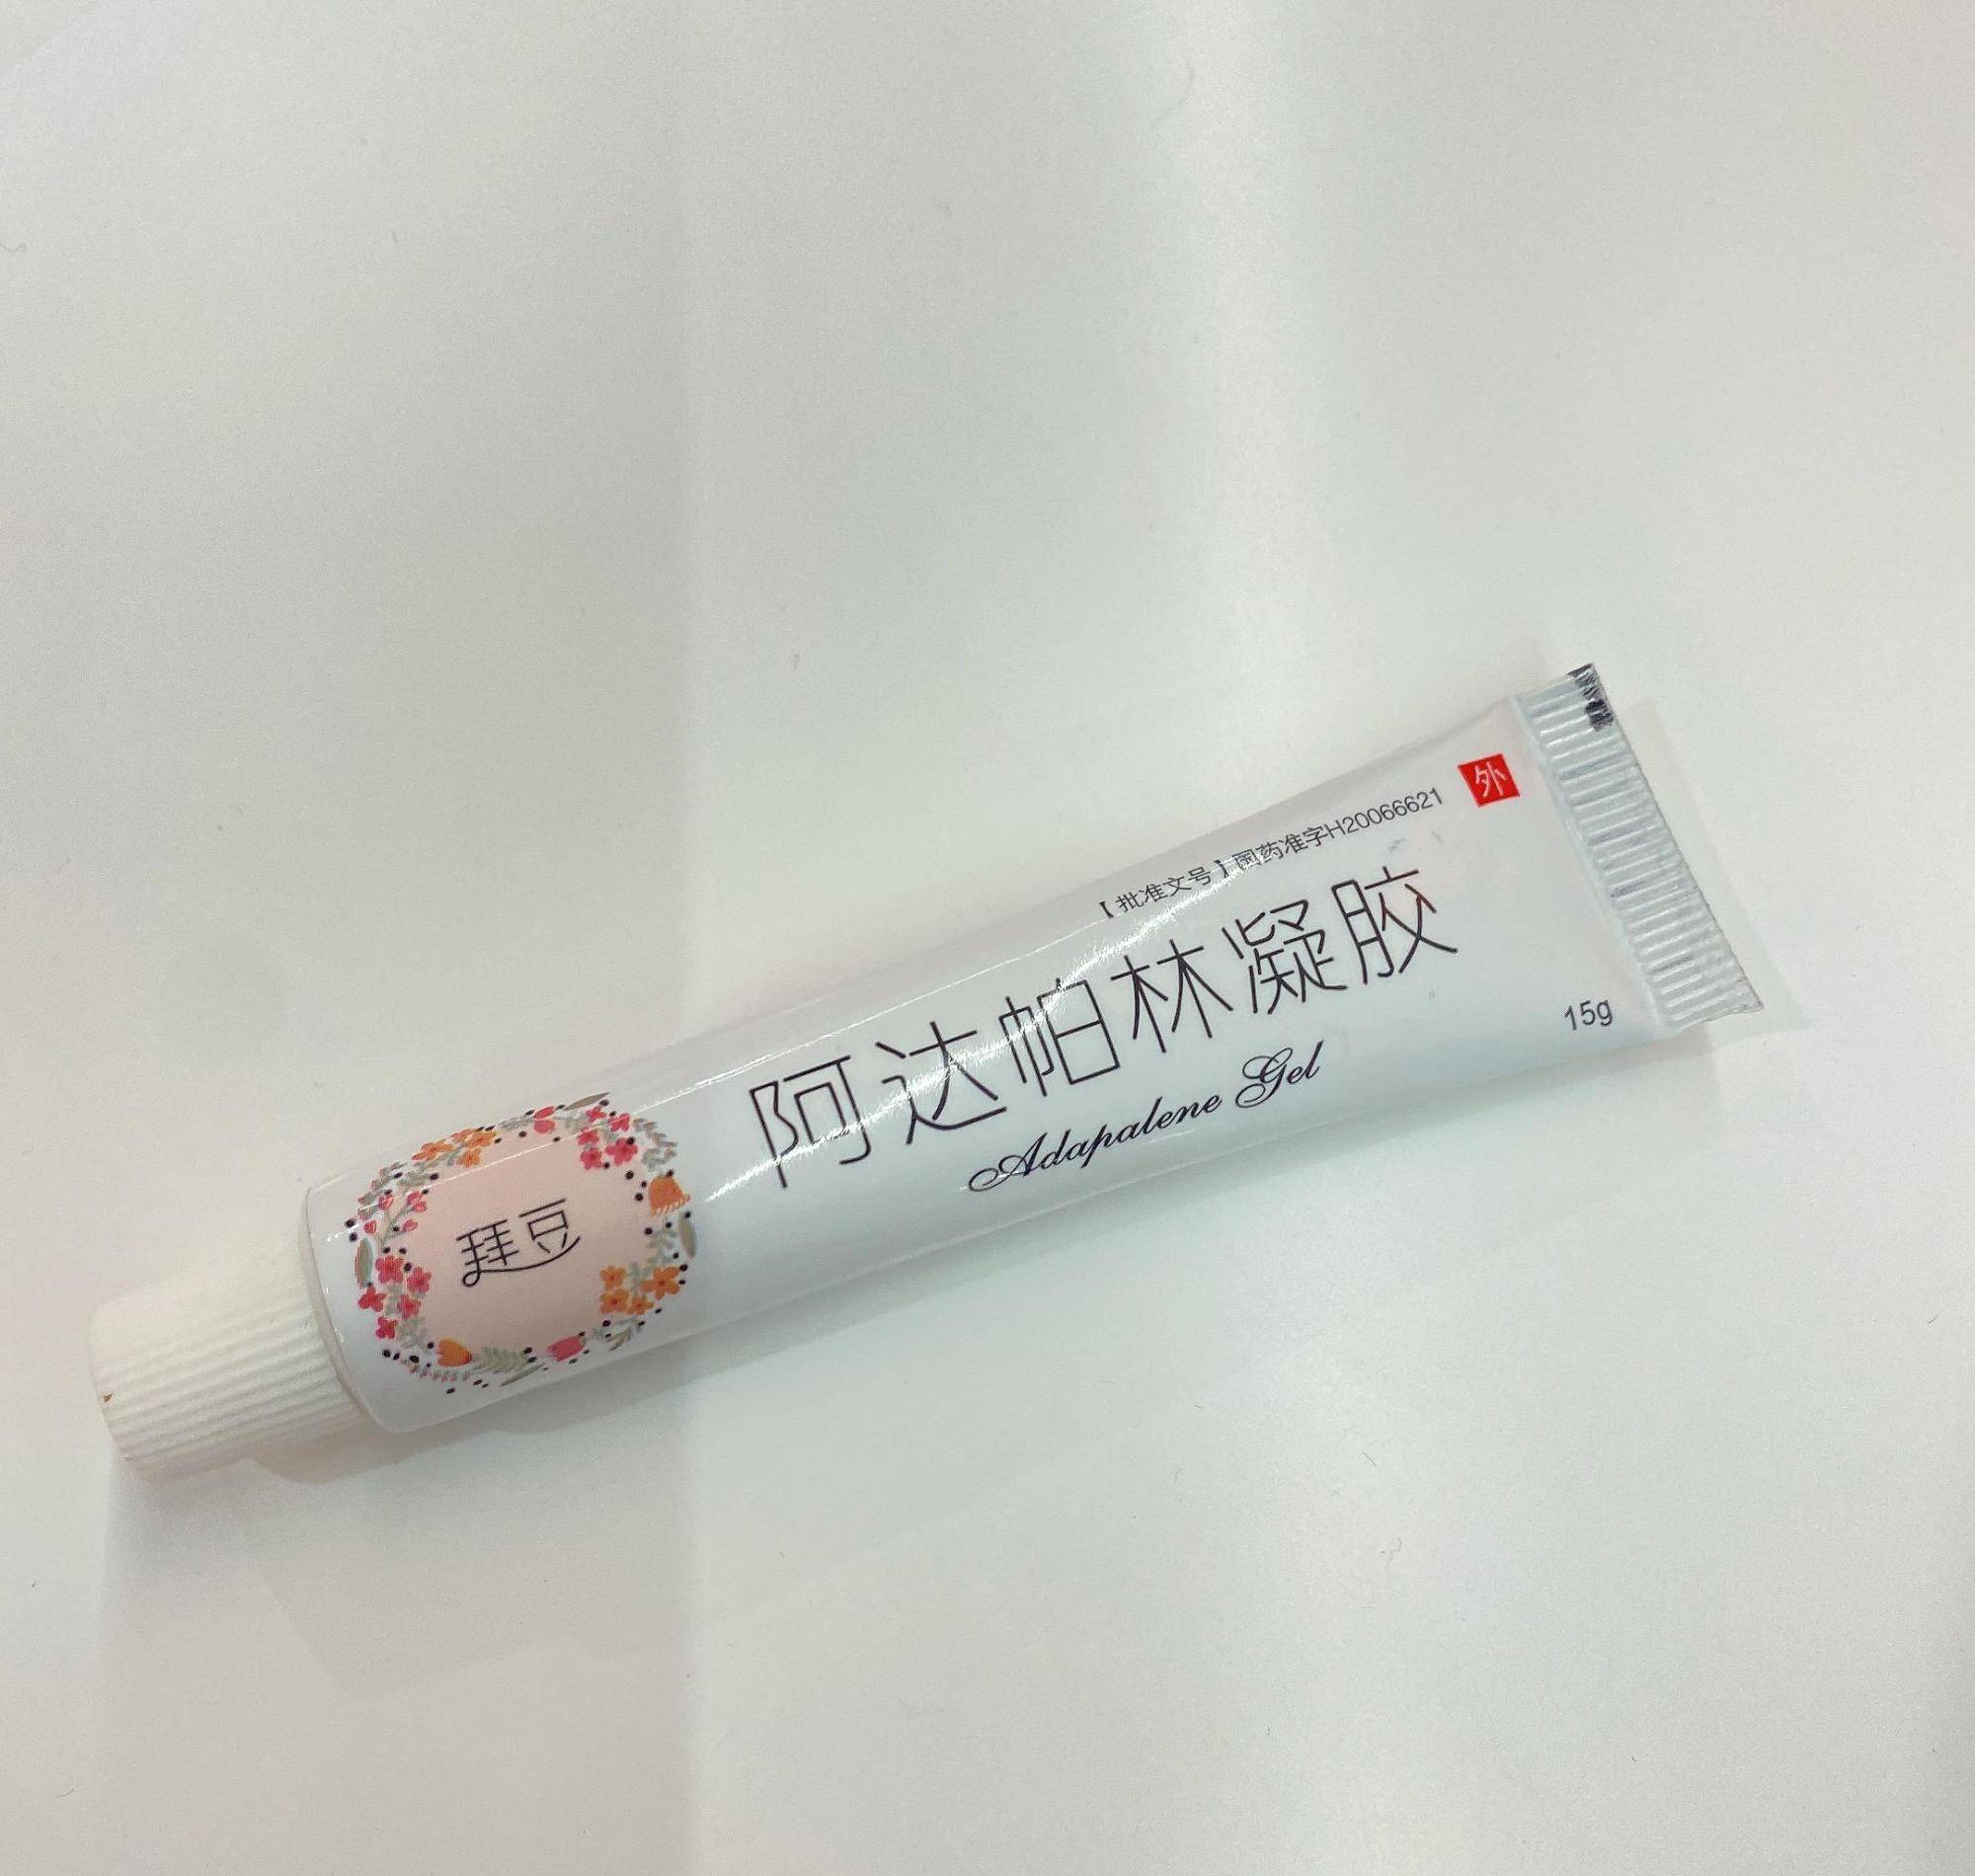 外
【批准文号】国药准字H20066621
阿达帕林凝胶
Adapalene Gel
15g
拜豆